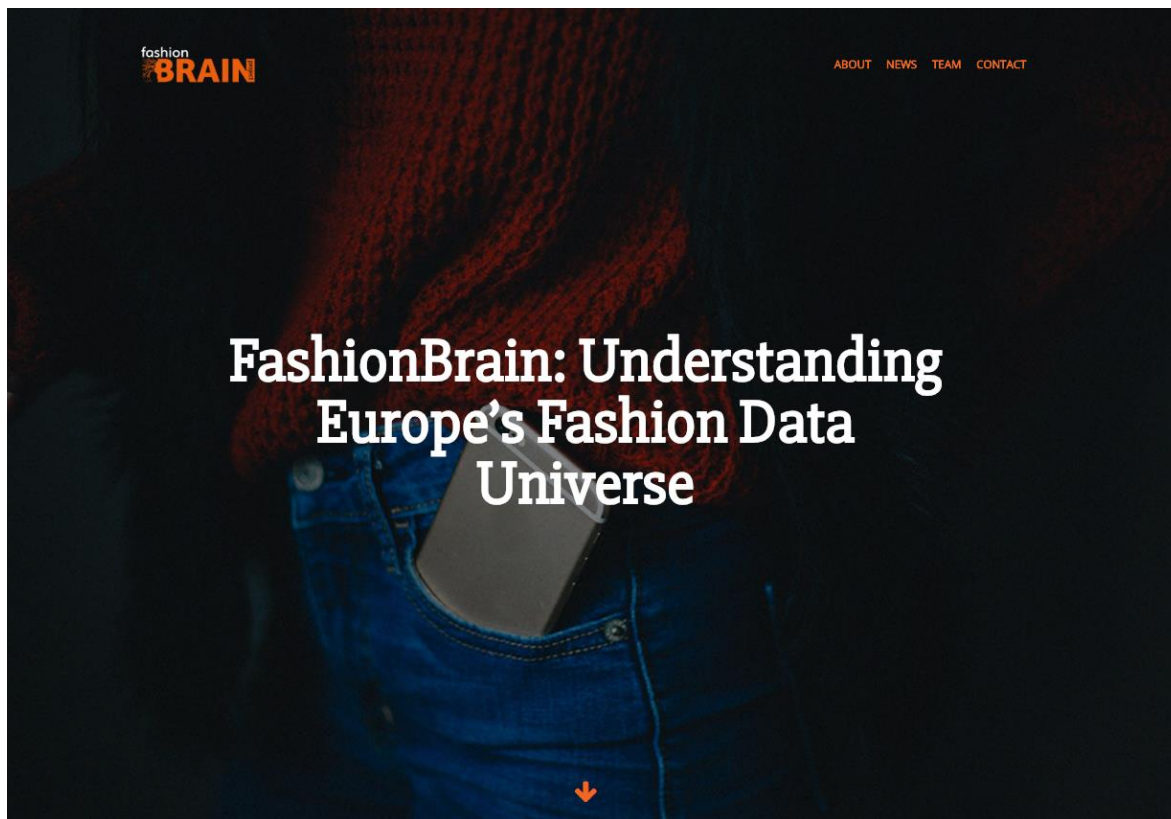 fashion
BRAIN
ABOUT NEWS TEAM CONTACT
FashionBrain: Understanding
Europe’s Fashion Data
Universe